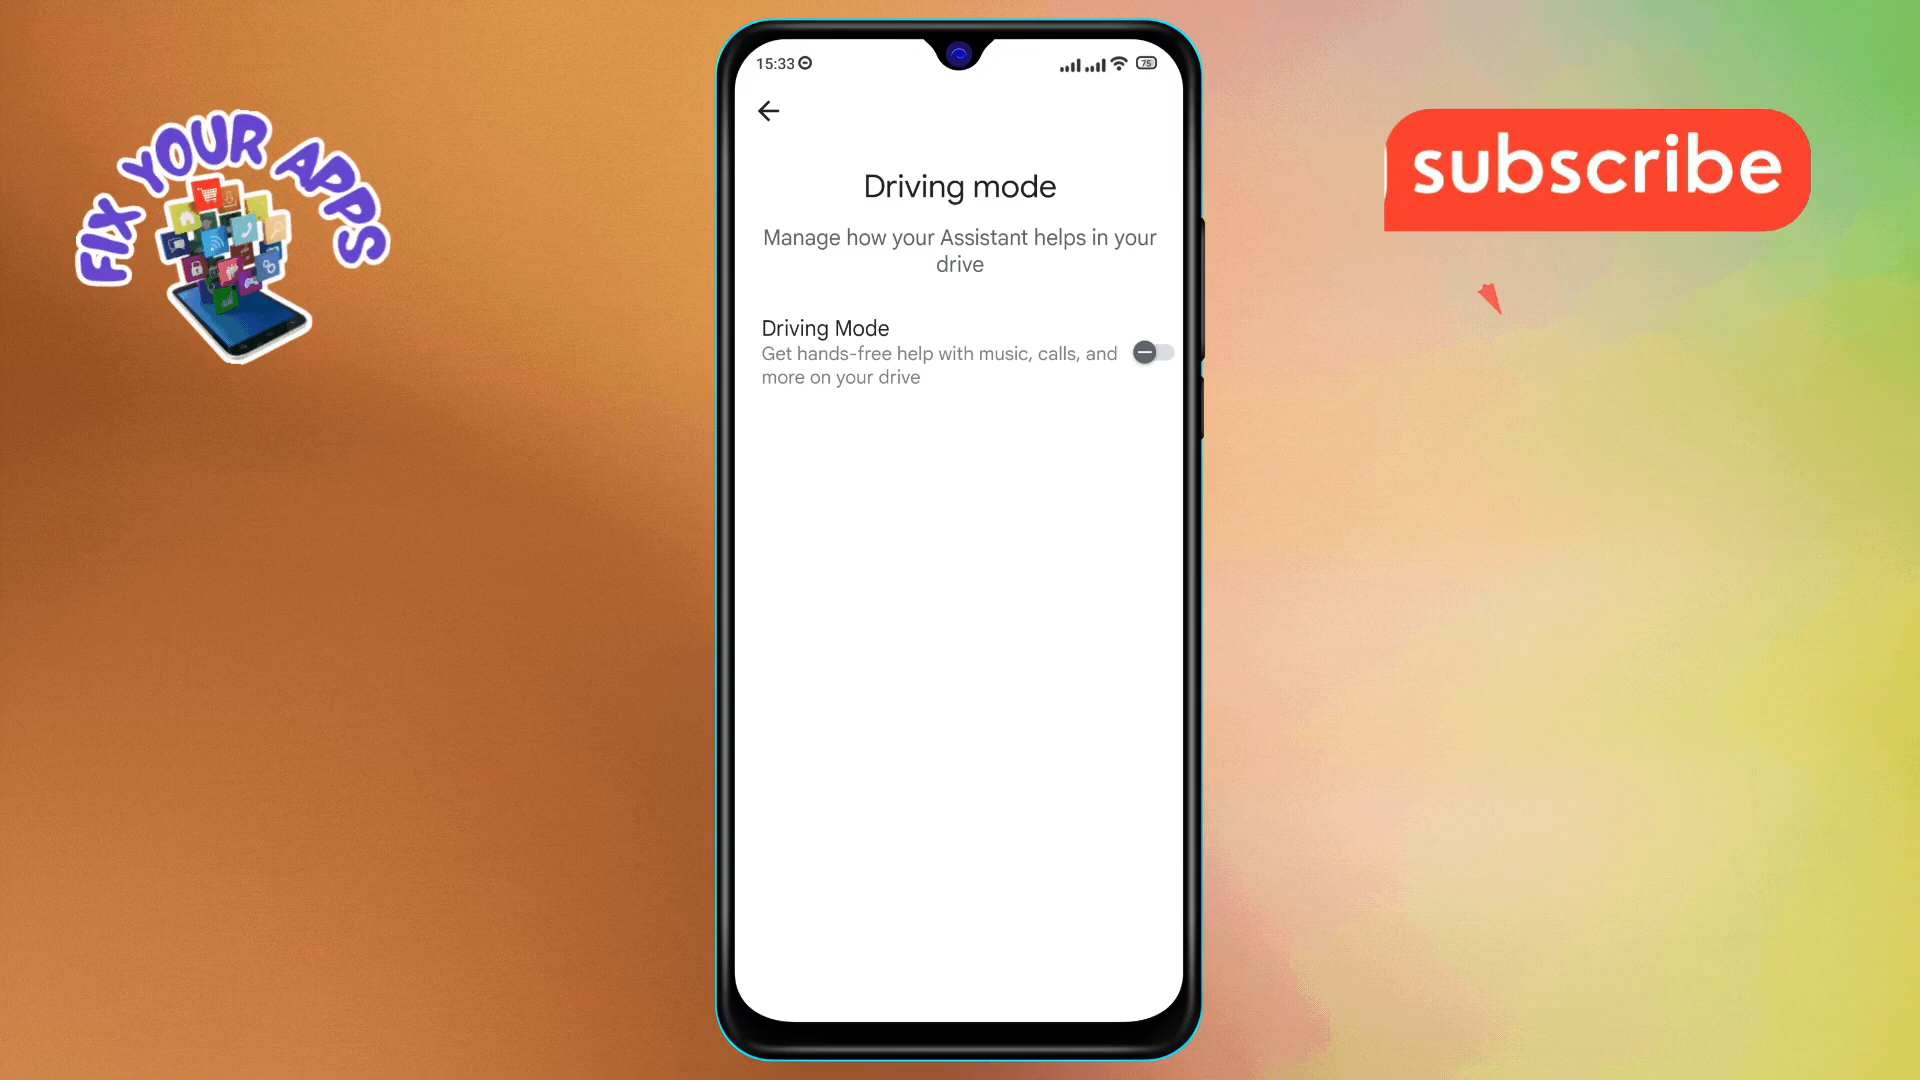 FIX YOUR APPS
subscribe
15:33
75
Driving mode
Manage how your Assistant helps in your
drive
Driving Mode
Get hands-free help with music, calls, and
more on your drive